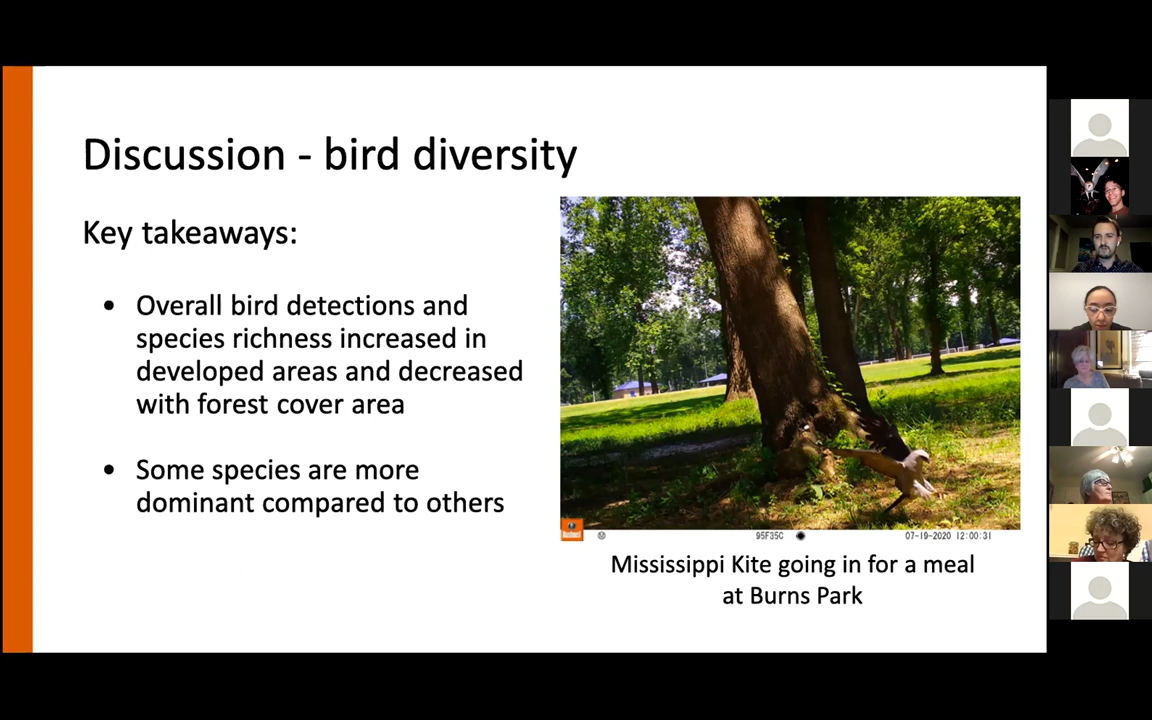 Discussion - bird diversity
Key takeaways:
• Overall bird detections and
species richness increased in
developed areas and decreased
with forest cover area
• Some species are more
dominant compared to others
Bushnell
M
95F35C
07-19-2020 12:00:31
Mississippi Kite going in for a meal
at Burns Park